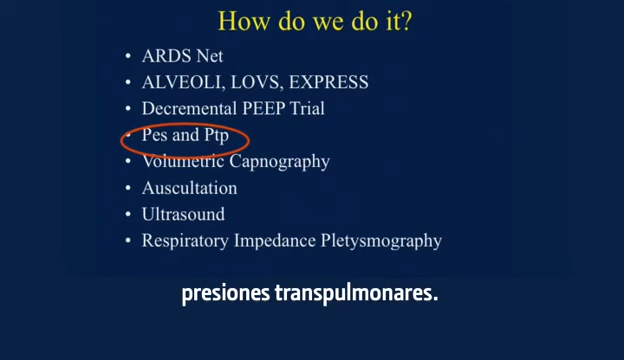 How do we do it?
• ARDS Net
• ALVEOLI, LOVS, EXPRESS
• Decremental PEEP Trial
• Pes and Ptp
• Volumetric Capnography
• Auscultation
• Ultrasound
• Respiratory Impedance Pletysmography
presiones transpulmonares.